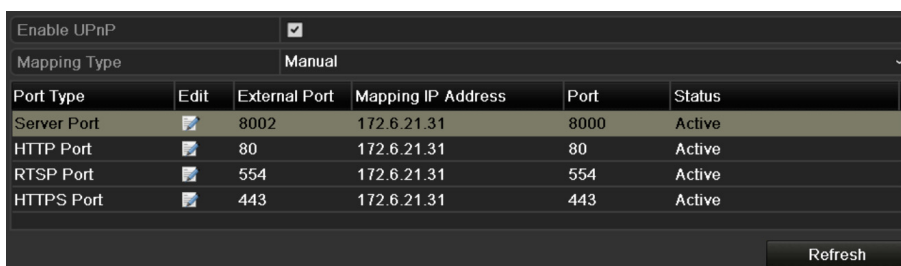 Enable UPnP
Mapping Type Manual
Port Type Edit External Port Mapping IP Address Port Status
Server Port 8002 172.6.21.31 8000 Active
HTTP Port 80 172.6.21.31 80 Active
RTSP Port 554 172.6.21.31 554 Active
HTTPS Port 443 172.6.21.31 443 Active
Refresh